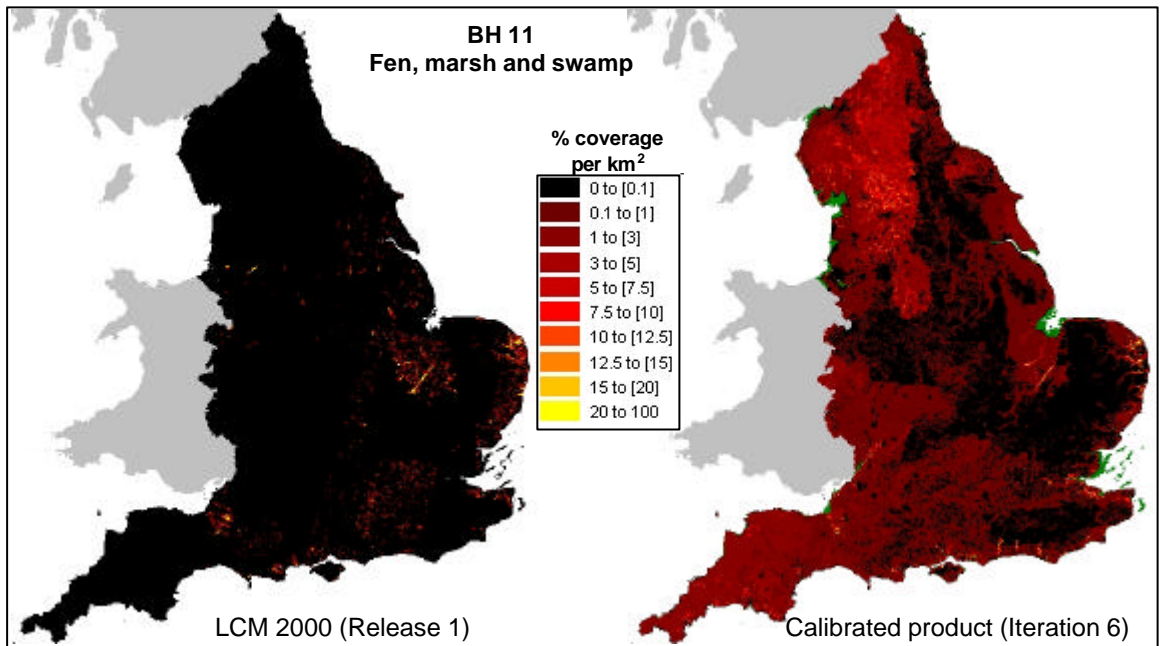 BH 11
Fen, marsh and swamp
% coverage
per km²
0 to [0.1]
0.1 to [1]
1 to [3]
3 to [5]
5 to [7.5]
7.5 to [10]
10 to [12.5]
12.5 to [15]
15 to [20]
20 to 100
LCM 2000 (Release 1)
Calibrated product (Iteration 6)